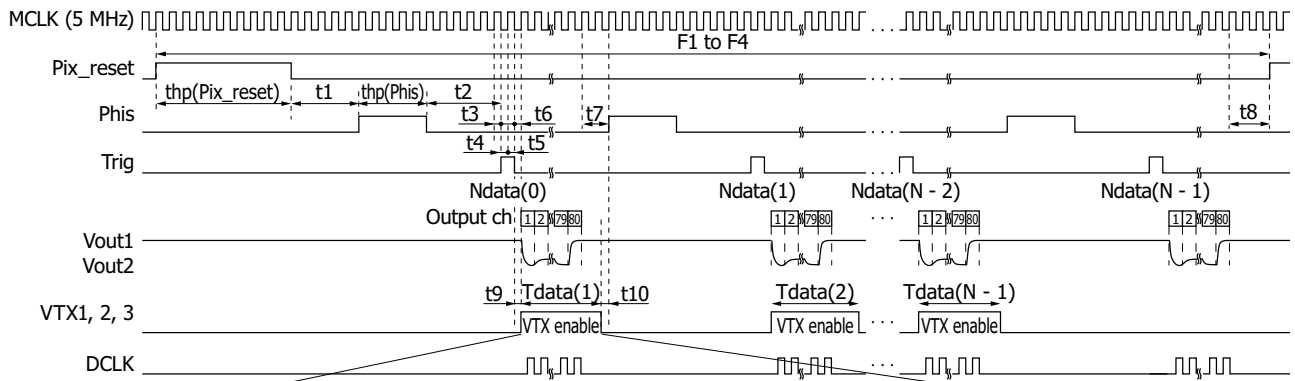 MCLK (5 MHz)
F1 to F4
Pix_reset
thp(Pix_reset) t1 thp(Phis) t2
t3 t6 t7 t8
Phis
t4 t5
Trig
Ndata(0) Ndata(1) Ndata(N - 2) Ndata(N - 1)
Output ch 1 2 79 80 1 2 79 80 1 2 79 80 1 2 79 80
Vout1
Vout2
t9 Tdata(1) t10 Tdata(2) Tdata(N - 1)
VTX1, 2, 3 VTX enable VTX enable VTX enable
DCLK